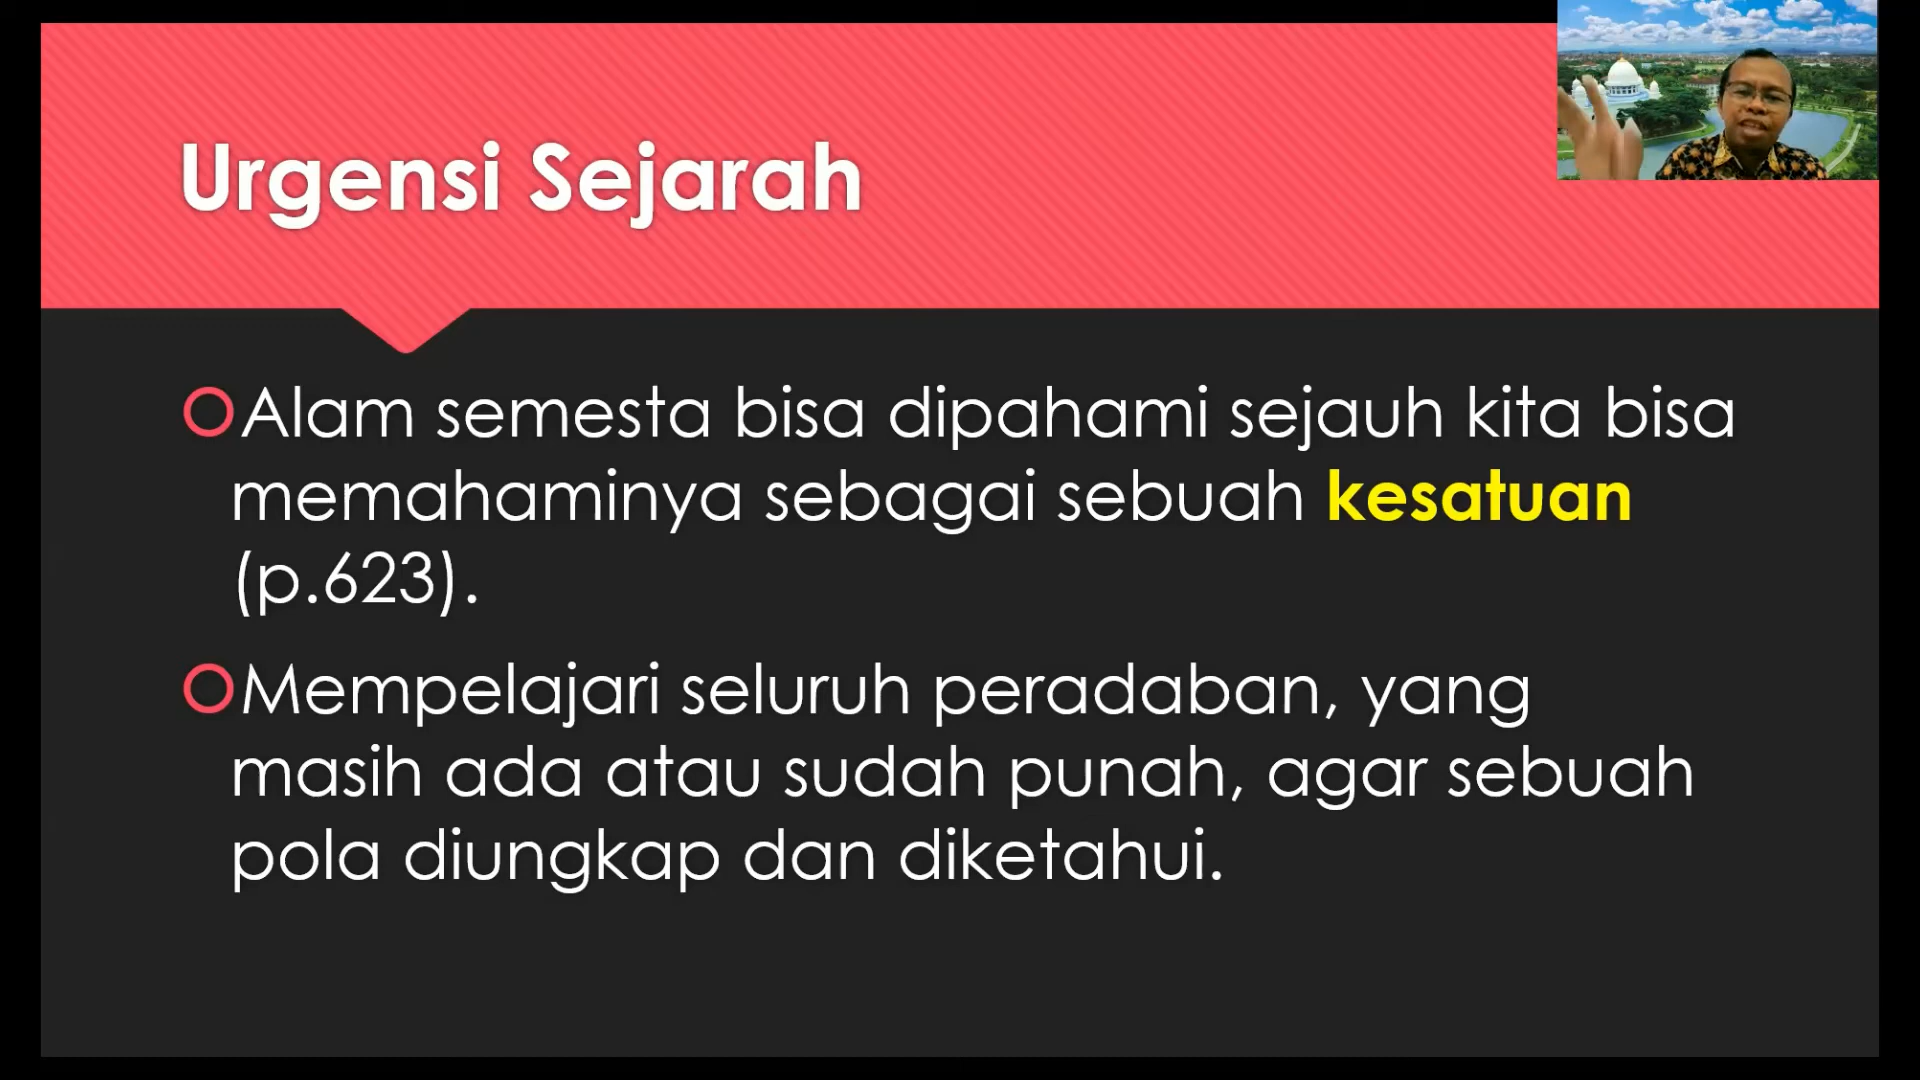 Urgensi Sejarah
Alam semesta bisa dipahami sejauh kita bisa
memahaminya sebagai sebuah kesatuan
(p.623).
Mempelajari seluruh peradaban, yang
masih ada atau sudah punah, agar sebuah
pola diungkap dan diketahui.